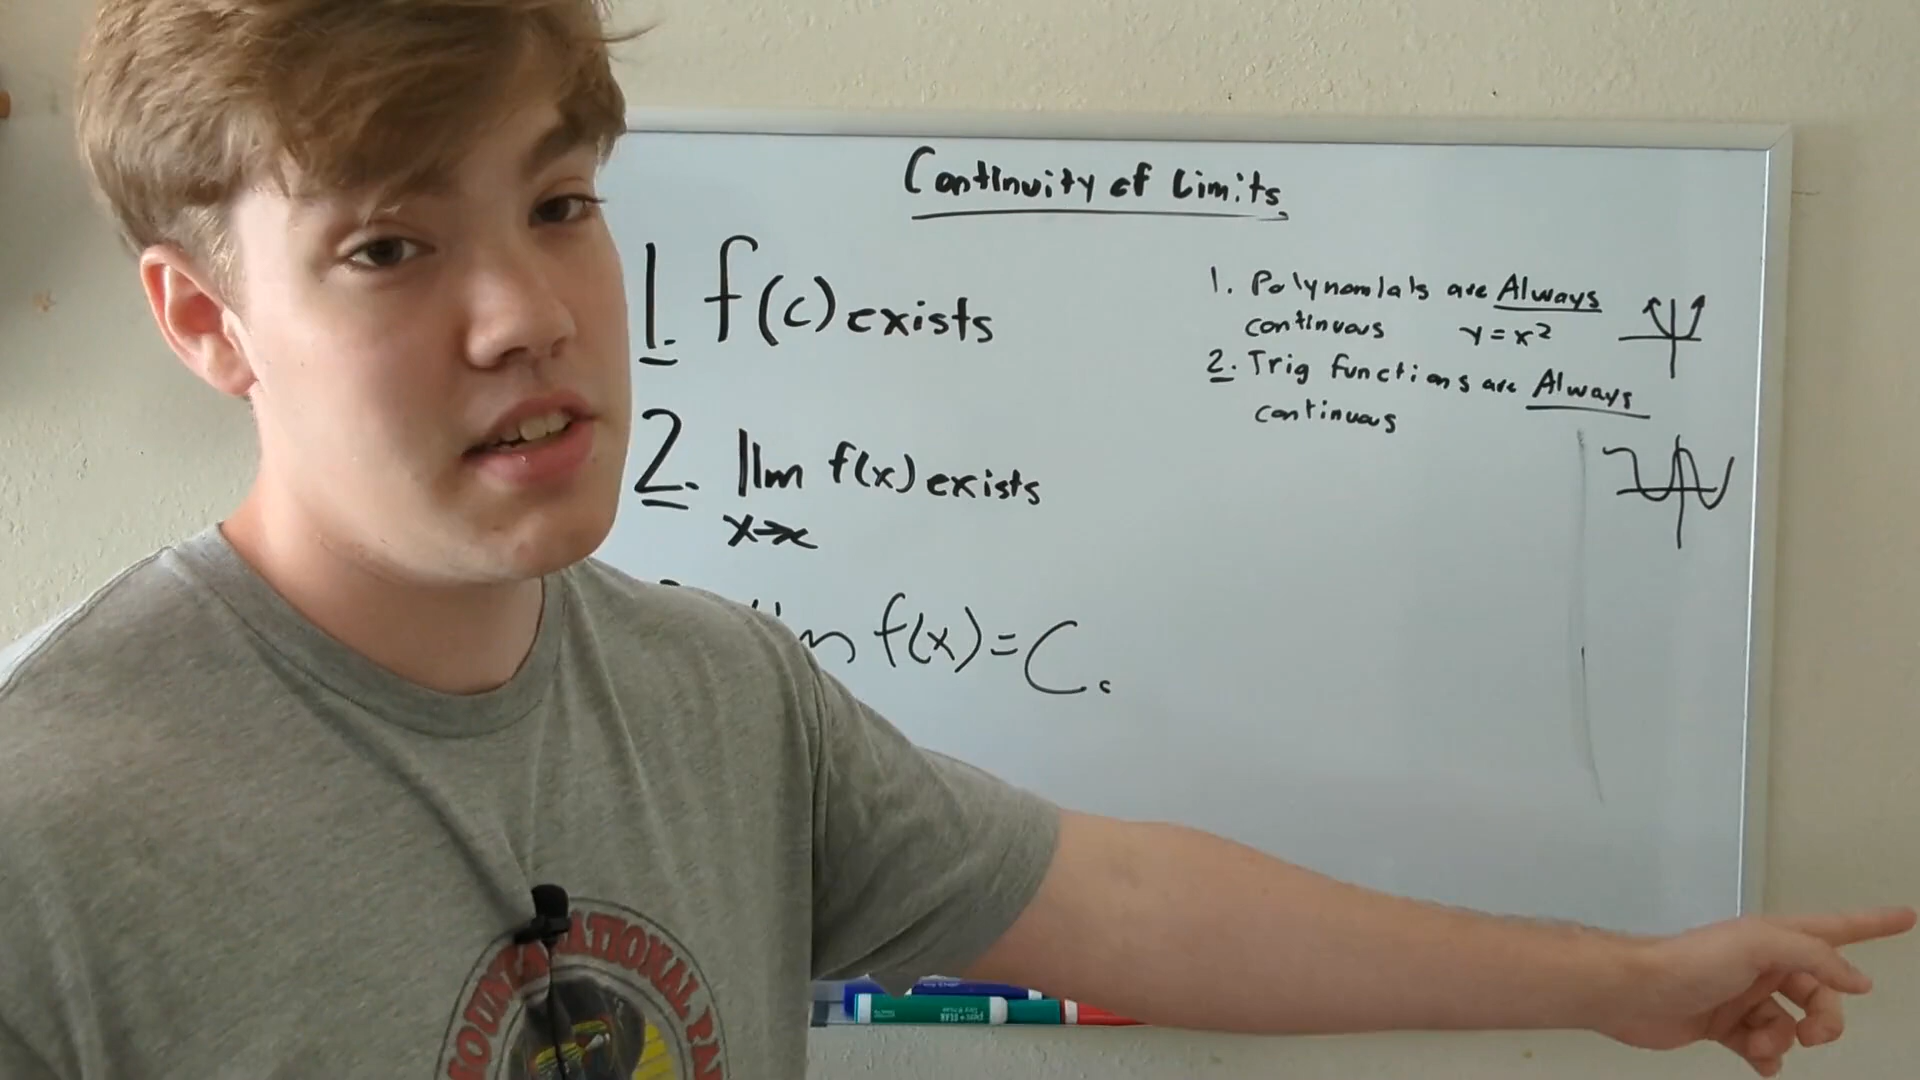 Continuity of Limits
1. f(c) exists
2. lim f(x) exists
x→x
f(x) = C.
1. Polynomials are Always
continuous y = x²
2. Trig functions are Always
continuous
NATIONAL